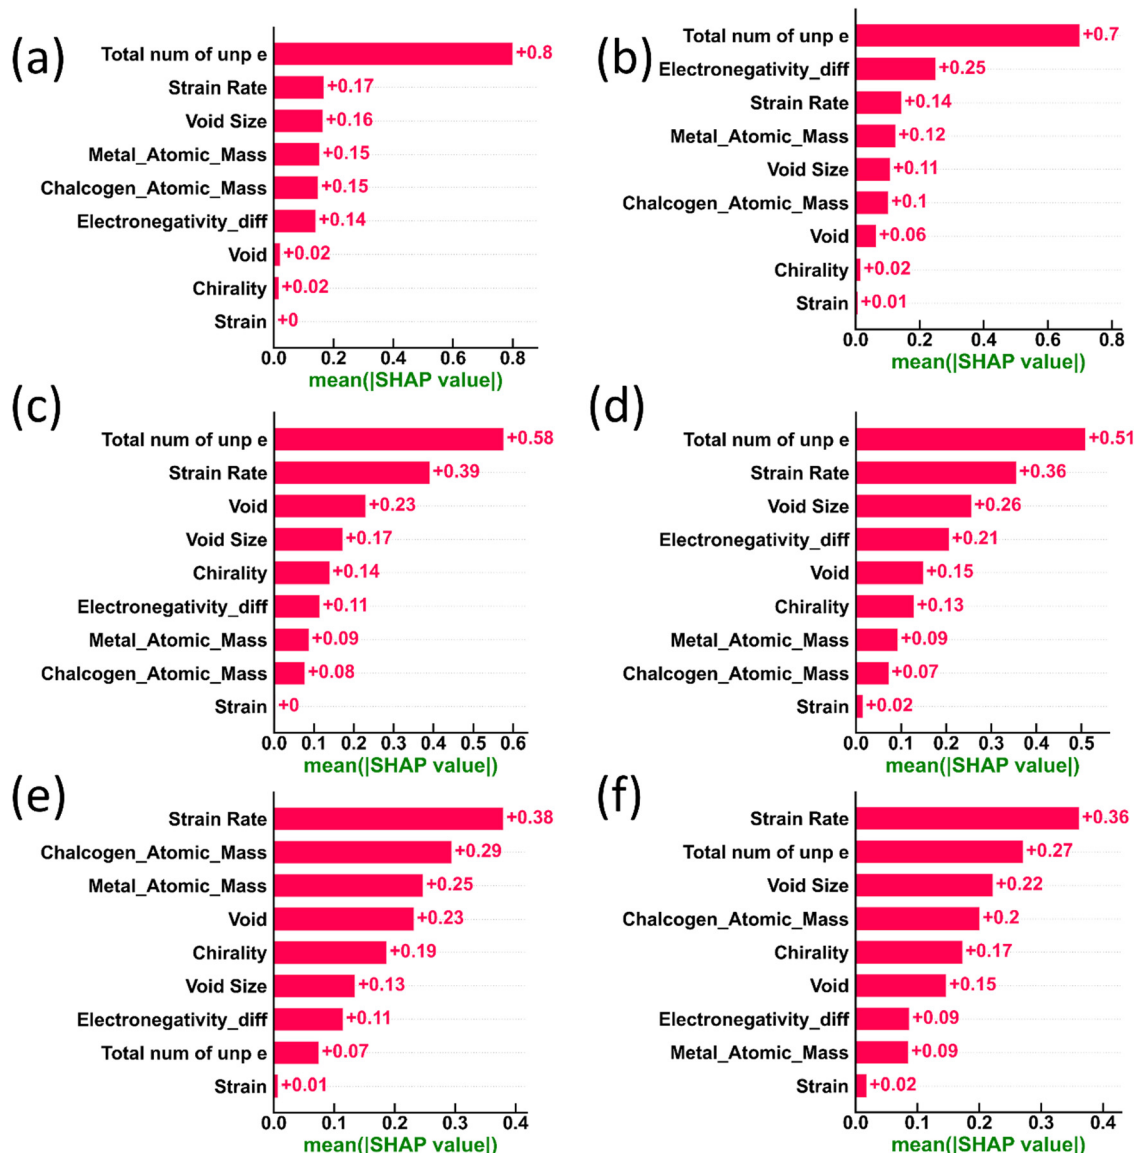 (a)
Total num of unp e +0.8
Strain Rate +0.17
Void Size +0.16
Metal_Atomic_Mass +0.15
Chalcogen_Atomic_Mass +0.15
Electronegativity_diff +0.14
Void +0.02
Chirality +0.02
Strain +0
0.0 0.2 0.4 0.6 0.8
mean(|SHAP value|)
(b)
Total num of unp e +0.7
Electronegativity_diff +0.25
Strain Rate +0.14
Metal_Atomic_Mass +0.12
Void Size +0.11
Chalcogen_Atomic_Mass +0.1
Void +0.06
Chirality +0.02
Strain +0.01
0.0 0.2 0.4 0.6 0.8
mean(|SHAP value|)
(c)
Total num of unp e +0.58
Strain Rate +0.39
Void +0.23
Void Size +0.17
Chirality +0.14
Electronegativity_diff +0.11
Metal_Atomic_Mass +0.09
Chalcogen_Atomic_Mass +0.08
Strain +0
0.0 0.1 0.2 0.3 0.4 0.5 0.6
mean(|SHAP value|)
(d)
Total num of unp e +0.51
Strain Rate +0.36
Void Size +0.26
Electronegativity_diff +0.21
Void +0.15
Chirality +0.13
Metal_Atomic_Mass +0.09
Chalcogen_Atomic_Mass +0.07
Strain +0.02
0.0 0.1 0.2 0.3 0.4 0.5
mean(|SHAP value|)
(e)
Strain Rate +0.38
Chalcogen_Atomic_Mass +0.29
Metal_Atomic_Mass +0.25
Void +0.23
Chirality +0.19
Void Size +0.13
Electronegativity_diff +0.11
Total num of unp e +0.07
Strain +0.01
0.0 0.1 0.2 0.3 0.4
mean(|SHAP value|)
(f)
Strain Rate +0.36
Total num of unp e +0.27
Void Size +0.22
Chalcogen_Atomic_Mass +0.2
Chirality +0.17
Void +0.15
Electronegativity_diff +0.09
Metal_Atomic_Mass +0.09
Strain +0.02
0.0 0.1 0.2 0.3 0.4
mean(|SHAP value|)